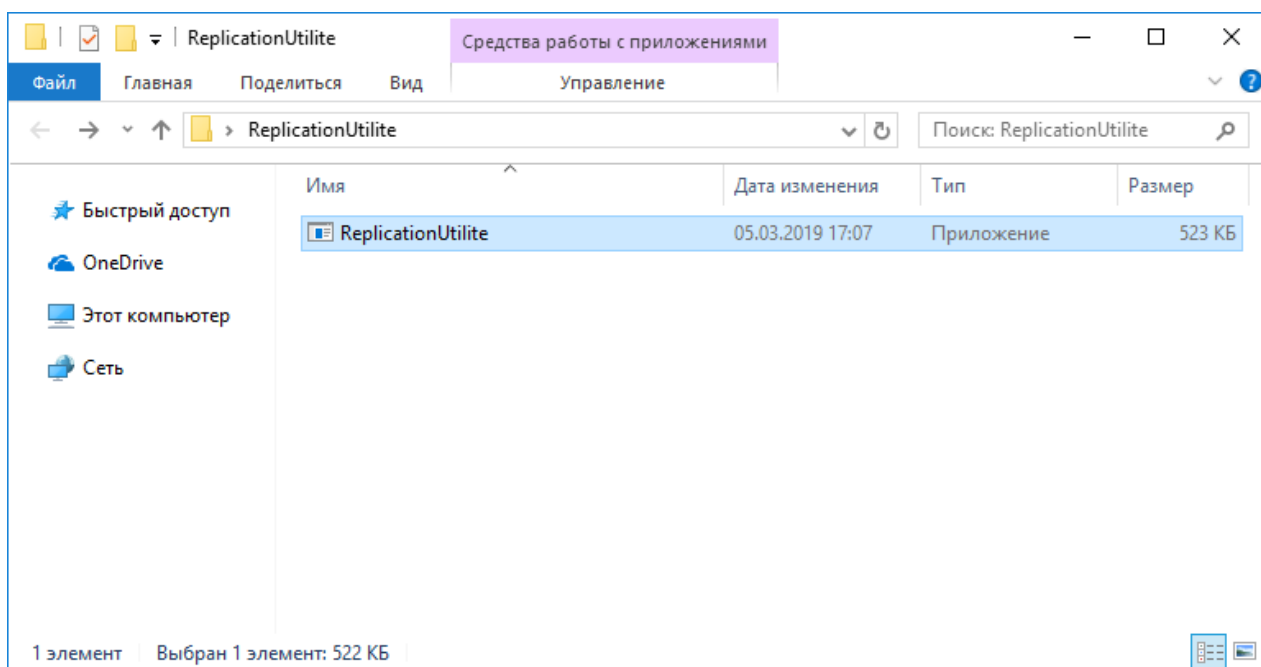 ReplicationUtilite
Средства работы с приложениями
Файл Главная Поделиться Вид Управление
ReplicationUtilite Поиск: ReplicationUtilite
Имя Дата изменения Тип Размер
Быстрый доступ
ReplicationUtilite 05.03.2019 17:07 Приложение 523 КБ
OneDrive
Этот компьютер
Сеть
1 элемент Выбран 1 элемент: 522 КБ